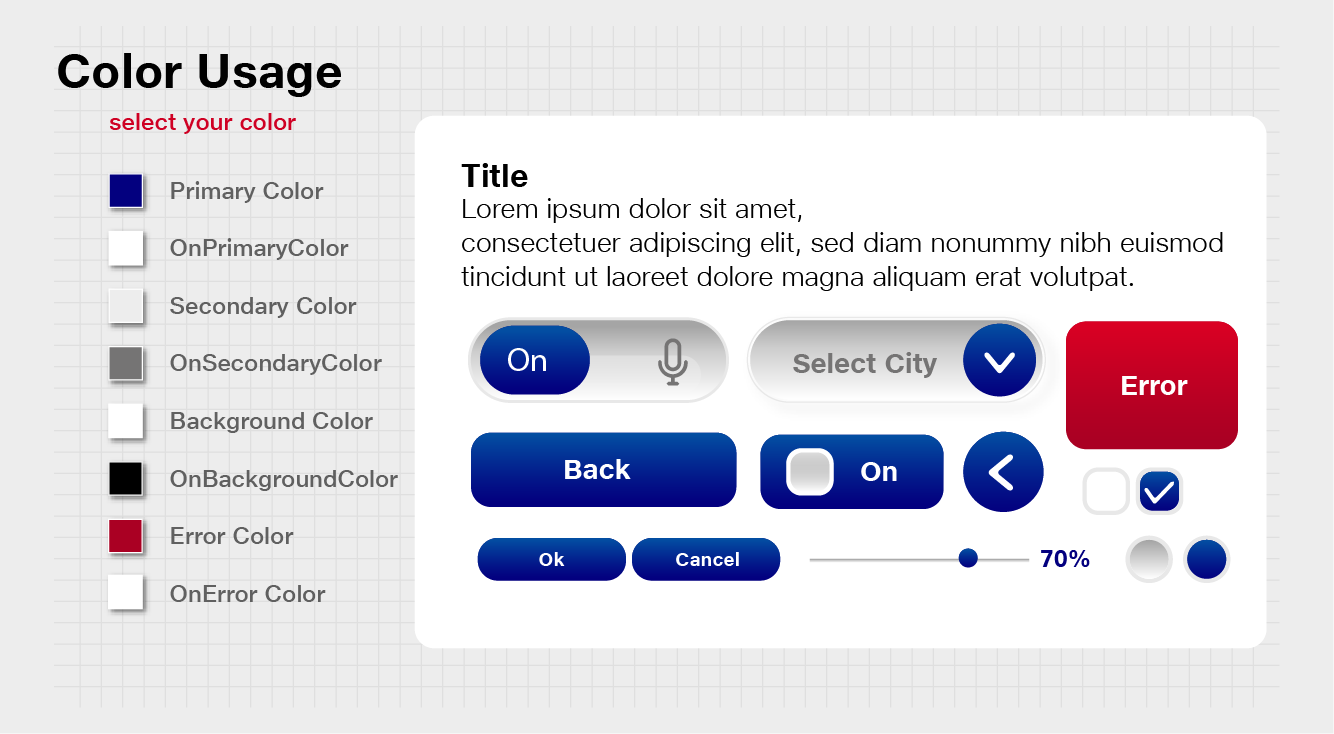 Color Usage
select your color
Primary Color
OnPrimaryColor
Secondary Color
OnSecondaryColor
Background Color
OnBackgroundColor
Error Color
OnError Color
Title
Lorem ipsum dolor sit amet,
consectetuer adipiscing elit, sed diam nonummy nibh euismod
tincidunt ut laoreet dolore magna aliquam erat volutpat.
On
Select City
Error
Back
On
Ok
Cancel
70%